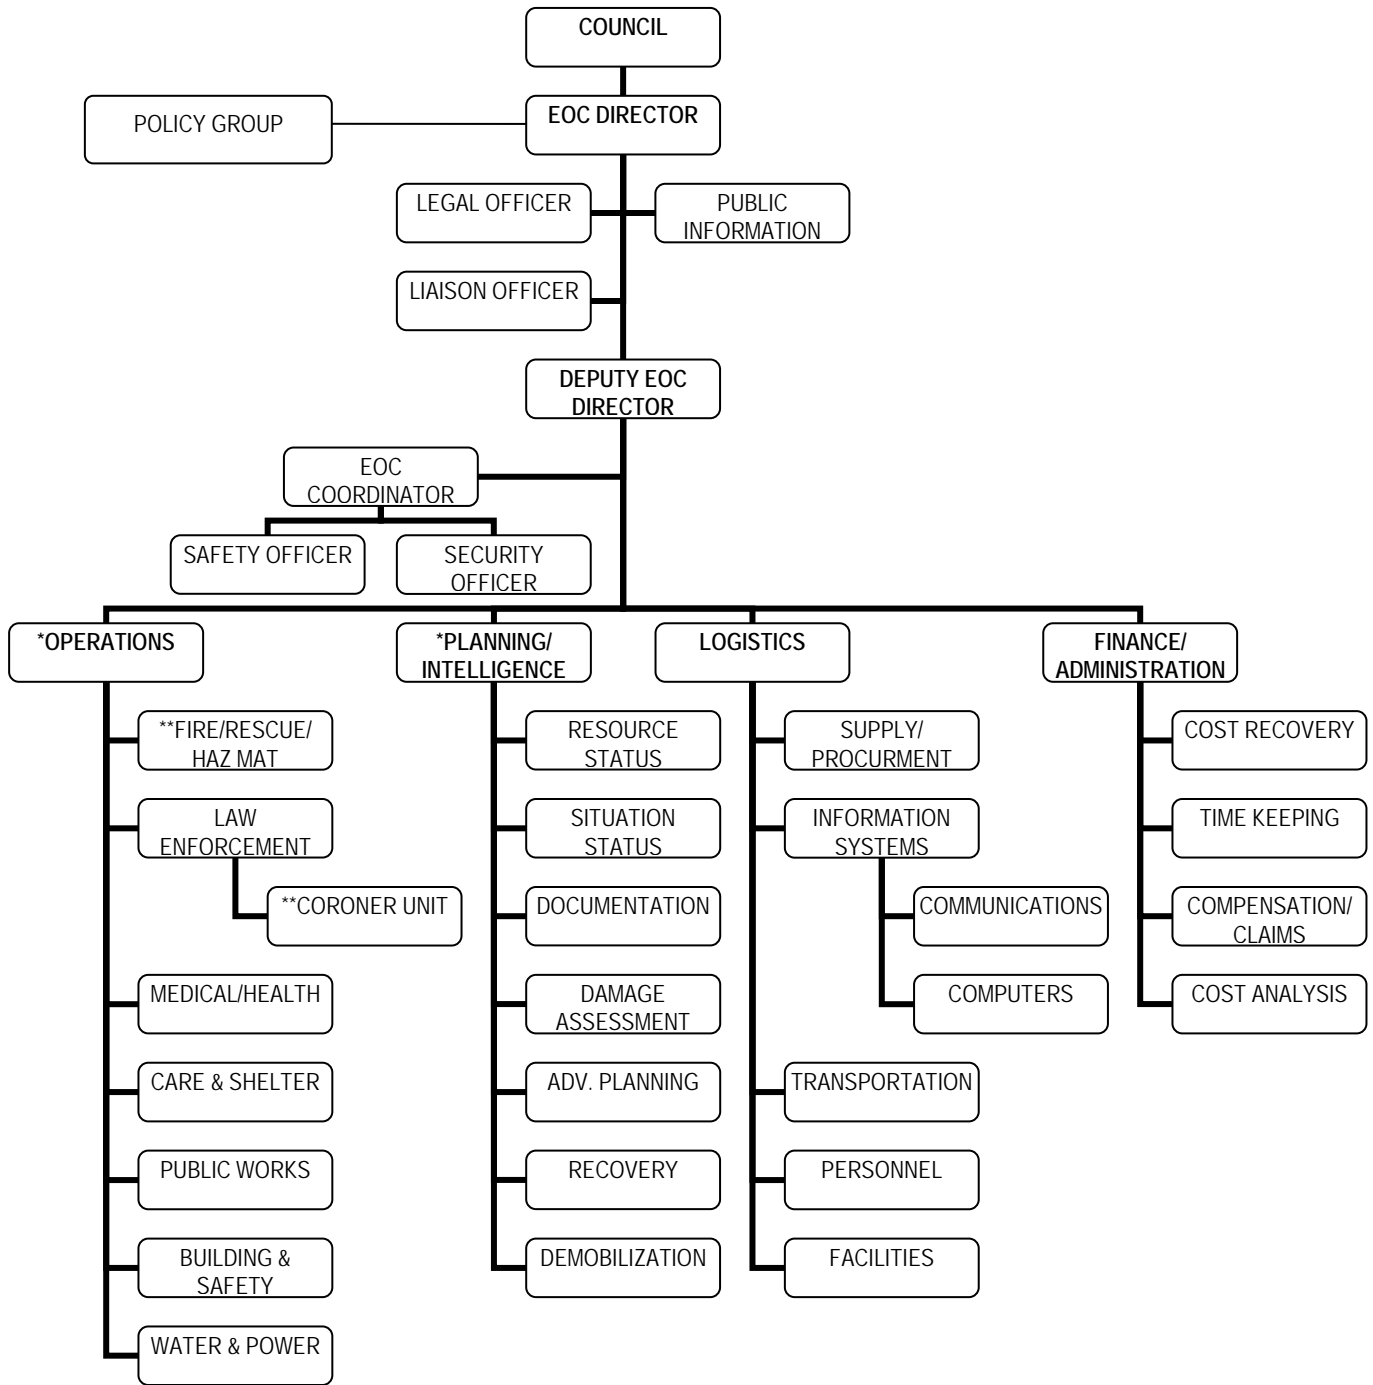 COUNCIL
EOC DIRECTOR
POLICY GROUP
LEGAL OFFICER
PUBLIC
INFORMATION
LIAISON OFFICER
DEPUTY EOC
DIRECTOR
EOC
COORDINATOR
SAFETY OFFICER
SECURITY
OFFICER
*OPERATIONS
*PLANNING/
INTELLIGENCE
LOGISTICS
FINANCE/
ADMINISTRATION
**FIRE/RESCUE/
HAZ MAT
LAW
ENFORCEMENT
**CORONER UNIT
MEDICAL/HEALTH
CARE & SHELTER
PUBLIC WORKS
BUILDING &
SAFETY
WATER & POWER
RESOURCE
STATUS
SITUATION
STATUS
DOCUMENTATION
DAMAGE
ASSESSMENT
ADV. PLANNING
RECOVERY
DEMOBILIZATION
SUPPLY/
PROCURMENT
INFORMATION
SYSTEMS
COMMUNICATIONS
COMPUTERS
TRANSPORTATION
PERSONNEL
FACILITIES
COST RECOVERY
TIME KEEPING
COMPENSATION/
CLAIMS
COST ANALYSIS